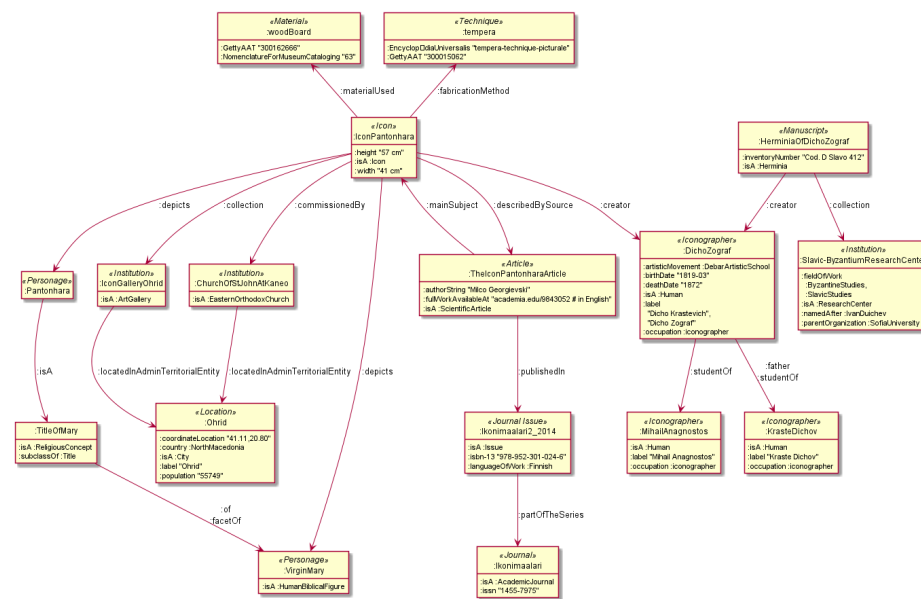 «Material»
:woodBoard
:GettyAAT "300162666"
:NomenclatureForMuseumCataloging "63"
«Technique»
:tempera
:Encyclop□diaUniversalis "tempera-technique-picturale"
:GettyAAT "300015062"
:materialUsed
:fabricationMethod
«Icon»
:IconPantonhara
:height "57 cm"
:isA :Icon
:width "41 cm"
«Manuscript»
:HerminiaOfDichoZograf
:inventoryNumber "Cod. D Slavo 412"
:isA :Herminia
:depicts
:collection
:commissionedBy
:mainSubject
:describedBySource
:creator
:creator
:collection
«Personage»
:Pantonhara
«Institution»
:IconGalleryOhrid
:isA :ArtGallery
«Institution»
:ChurchOfStJohnAtKaneo
:isA :EasternOrthodoxChurch
«Article»
:TheIconPantonharaArticle
:authorString "Milco Georgievski"
:fullWorkAvailableAt "academia.edu/9843052 # in English"
:isA :ScientificArticle
«Iconographer»
:DichoZograf
:artisticMovement :DebarArtisticSchool
:birthDate "1819-03"
:deathDate "1872"
:isA :Human
:label
"Dicho Krastevich",
"Dicho Zograf"
:occupation :iconographer
«Institution»
:Slavic-ByzantiumResearchCenter
:fieldOfWork
:ByzantineStudies,
:SlavicStudies
:isA :ResearchCenter
:namedAfter :IvanDuichev
:parentOrganization :SofiaUniversity
:isA
:locatedInAdminTerritorialEntity
:locatedInAdminTerritorialEntity
:depicts
:publishedIn
:studentOf
:father
:studentOf
:TitleOfMary
:isA :ReligiousConcept
:subclassOf :Title
«Location»
:Ohrid
:coordinateLocation "41.11,20.80"
:country :NorthMacedonia
:isA :City
:label "Ohrid"
:population "55749"
«Journal Issue»
:Ikonimaalari2_2014
:isA :Issue
:isbn-13 "978-952-301-024-6"
:languageOfWork :Finnish
«Iconographer»
:MihailAnagnostos
:isA :Human
:label "Mihail Anagnostos"
:occupation :iconographer
«Iconographer»
:KrasteDichov
:isA :Human
:label "Kraste Dichov"
:occupation :iconographer
:of
:facetOf
:partOfTheSeries
«Personage»
:VirginMary
:isA :HumanBiblicalFigure
«Journal»
:Ikonimaalari
:isA :AcademicJournal
:issn "1455-7975"